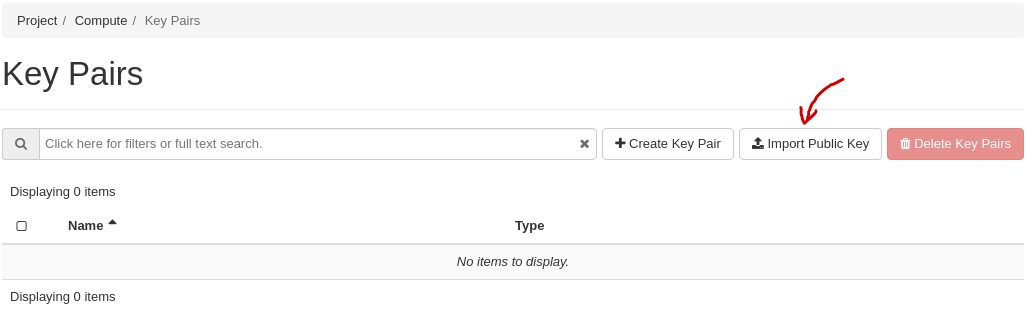 Project / Compute / Key Pairs
Key Pairs
Click here for filters or full text search. Create Key Pair Import Public Key Delete Key Pairs
Displaying 0 items
Name Type
No items to display.
Displaying 0 items